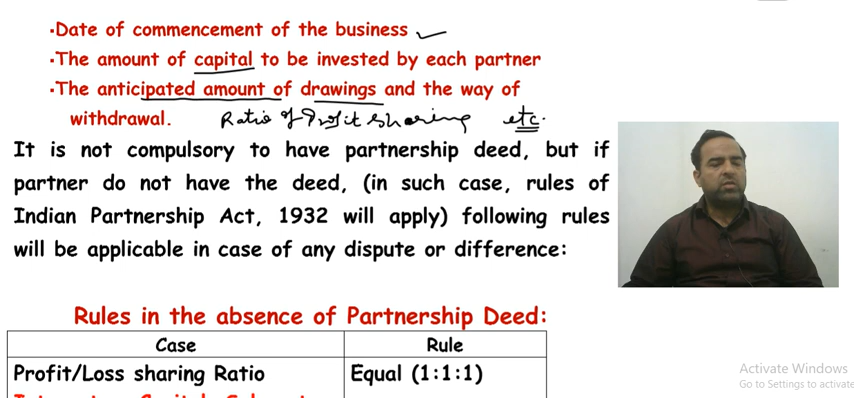 •Date of commencement of the business
•The amount of capital to be invested by each partner
•The anticipated amount of drawings and the way of
withdrawal. Ratio of Profit Sharing etc.
It is not compulsory to have partnership deed, but if
partner do not have the deed, (in such case, rules of
Indian Partnership Act, 1932 will apply) following rules
will be applicable in case of any dispute or difference:
Rules in the absence of Partnership Deed:
Case Rule
Profit/Loss sharing Ratio Equal (1:1:1)
Activate Windows
Go to Settings to activate